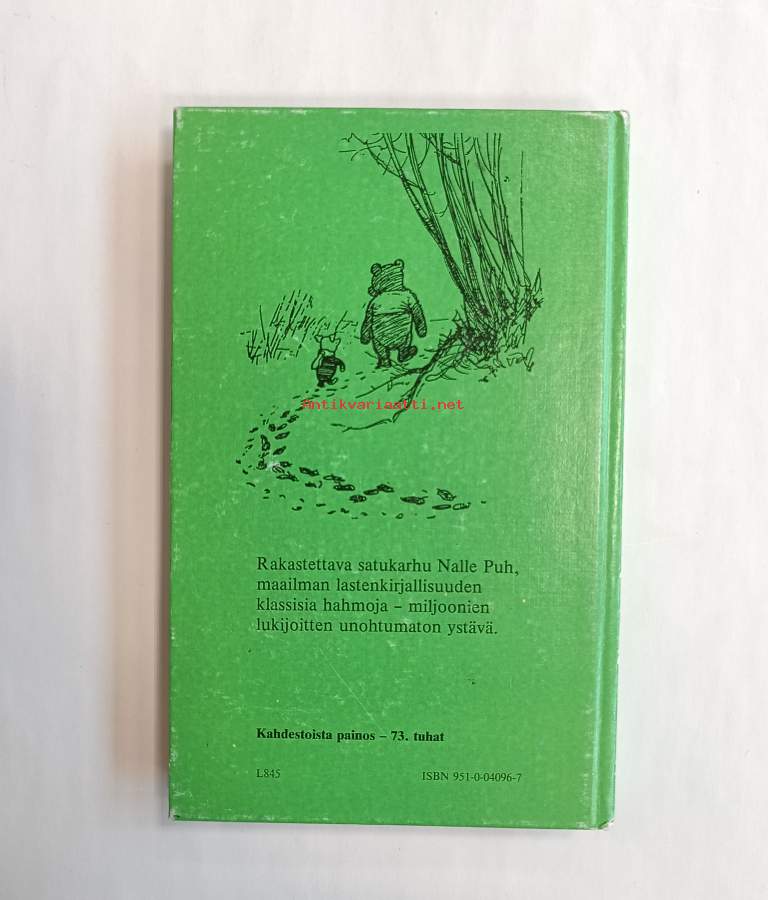 Antikvariaatti.net
Rakastettava satukarhu Nalle Puh,
maailman lastenkirjallisuuden
klassisia hahmoja – miljoonien
lukijoitten unohtumaton ystävä.
Kahdestoista painos – 73. tuhat
L845 ISBN 951-0-04096-7